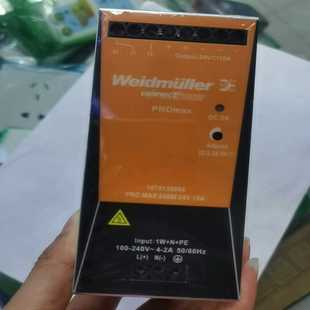 Output 24V/10A
Weidmüller
PROmax
DC OK
Adjust
PRO MAX 240W 24V 10A
Input: 1W+N+PE
100-240V~ 4-2A 50/60Hz
L(+) N(-)